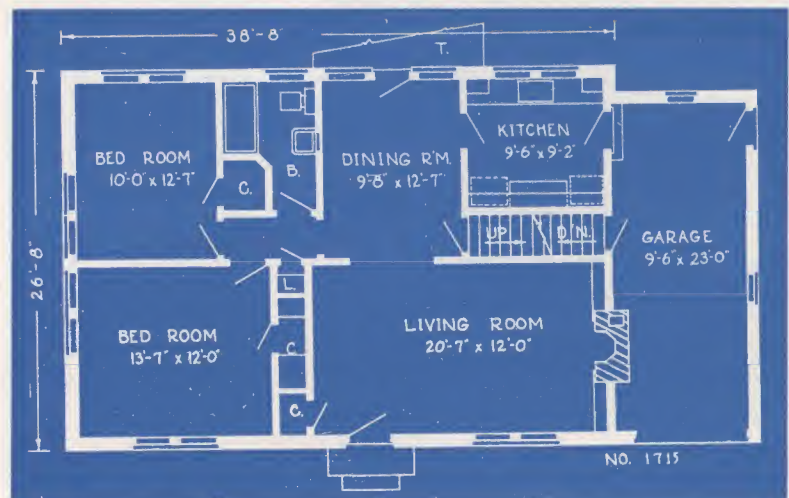 38'-8"
T.
BED ROOM
10'-0" x 12'-7"
C.
B.
DINING R'M.
9'-8" x 12'-7"
KITCHEN
9'-6" x 9'-2"
UP
D'N.
GARAGE
9'-6" x 23'-0"
26'-8"
L.
BED ROOM
13'-7" x 12'-0"
C.
LIVING ROOM
20'-7" x 12'-0"
C.
NO. 1715